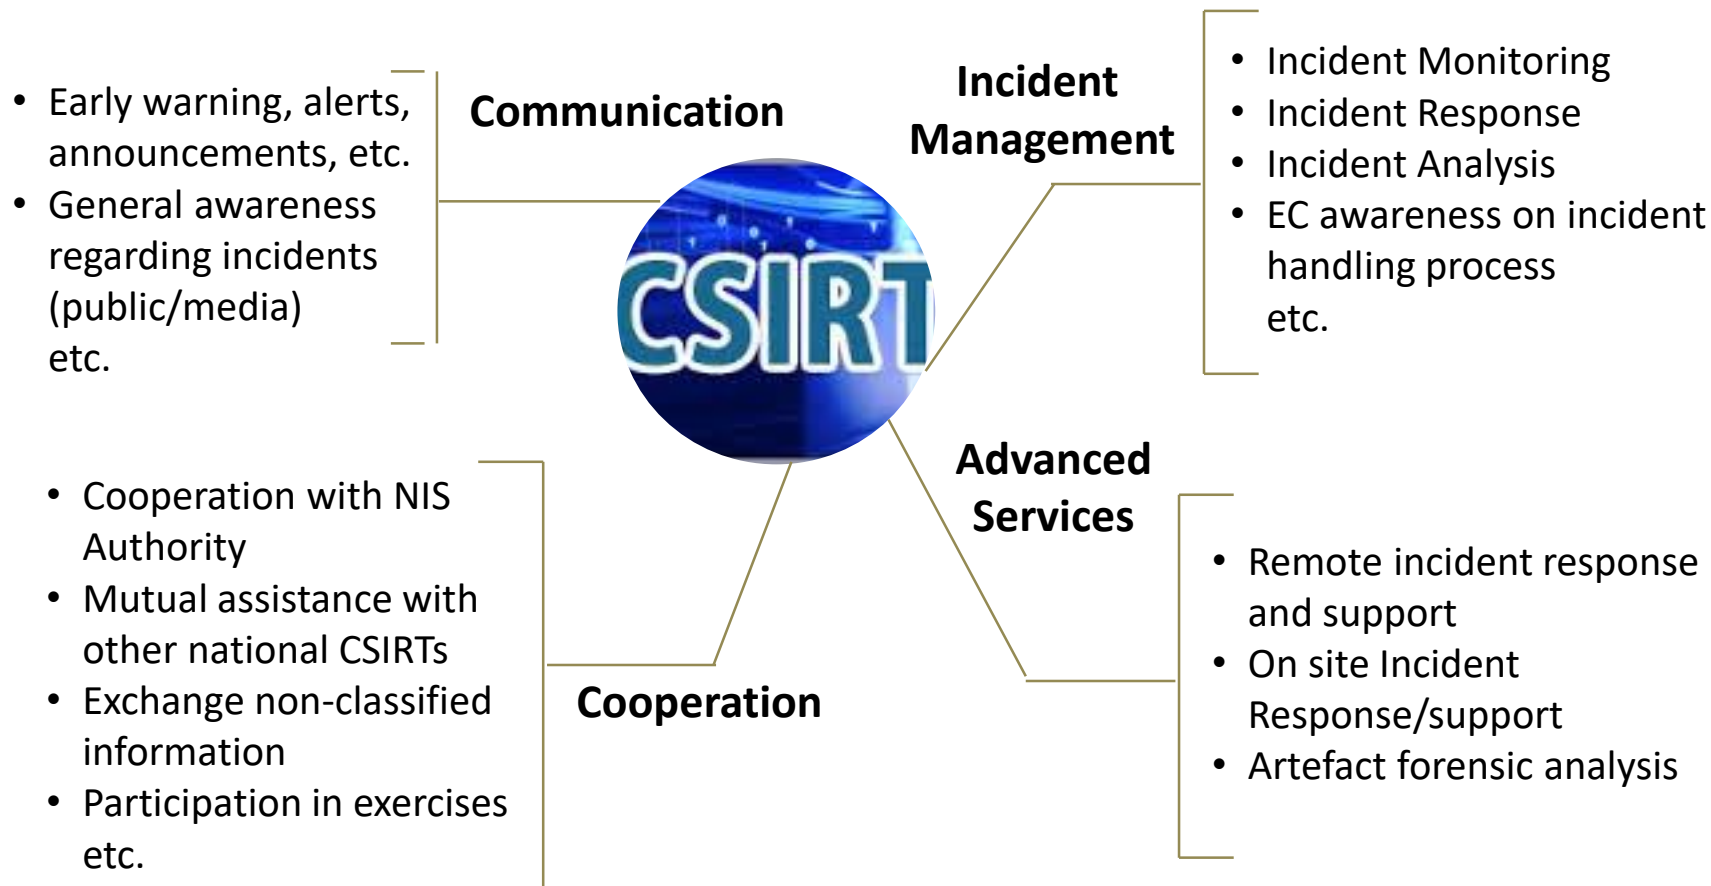 Communication
• Early warning, alerts,
announcements, etc.
• General awareness
regarding incidents
(public/media)
etc.
Incident
Management
• Incident Monitoring
• Incident Response
• Incident Analysis
• EC awareness on incident
handling process
etc.
CSIRT
• Cooperation with NIS
Authority
• Mutual assistance with
other national CSIRTs
• Exchange non-classified
information
• Participation in exercises
etc.
Cooperation
Advanced
Services
• Remote incident response
and support
• On site Incident
Response/support
• Artefact forensic analysis